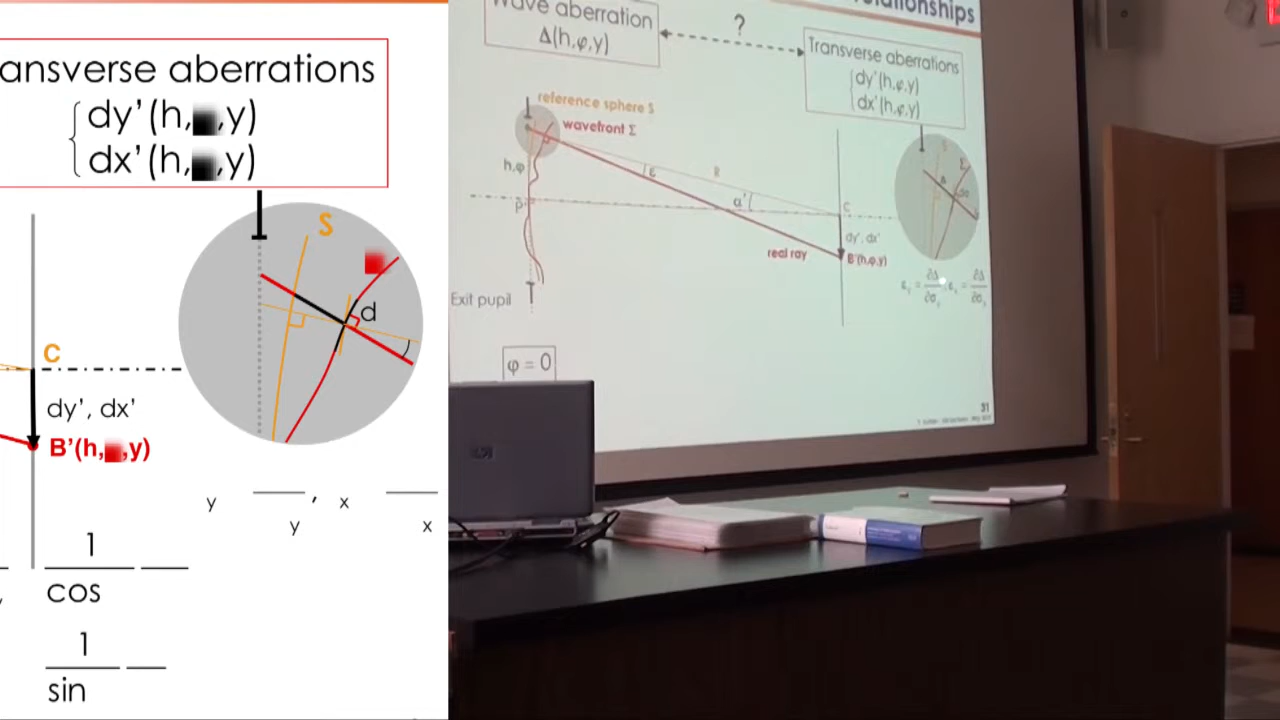 ansverse aberrations
dy'(h, ,y)
dx'(h, ,y)
S
d
C
dy', dx'
B'(h, ,y)
y , x
y x
1
cos
1
sin
Wave aberration
Δ(h,φ,y)
?
Transverse aberrations
dy'(h,φ,y)
dx'(h,φ,y)
reference sphere S
wavefront Σ
h,φ
ε
R
α'
C
dy', dx'
real ray
B'(h,φ,y)
Exit pupil
φ = 0
31